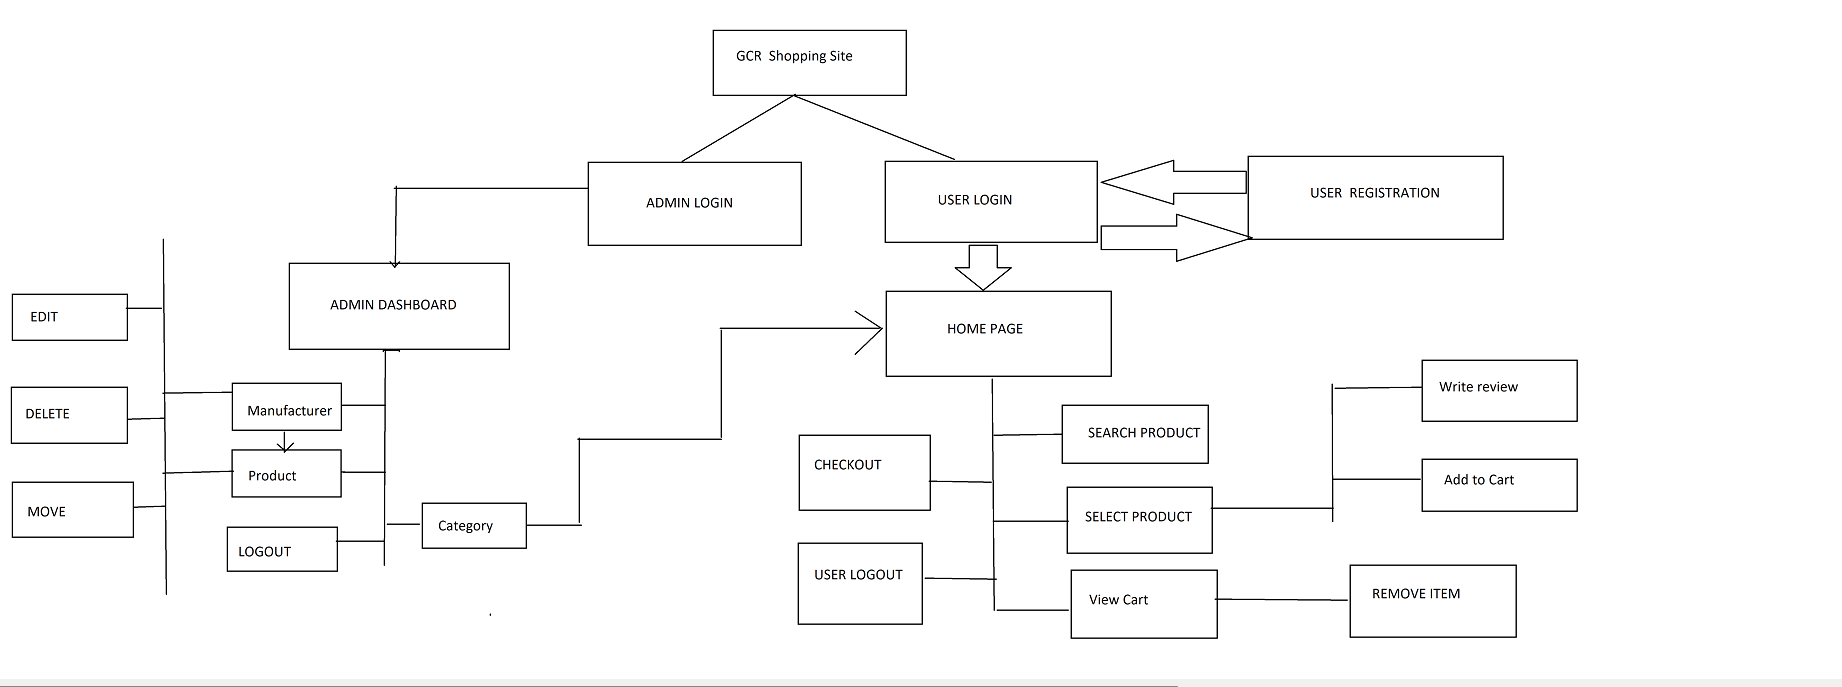 GCR  Shopping Site
ADMIN LOGIN
USER LOGIN
USER  REGISTRATION
ADMIN DASHBOARD
HOME PAGE
EDIT
DELETE
MOVE
Manufacturer
Product
LOGOUT
Category
CHECKOUT
USER LOGOUT
SEARCH PRODUCT
SELECT PRODUCT
View Cart
Write review
Add to Cart
REMOVE ITEM